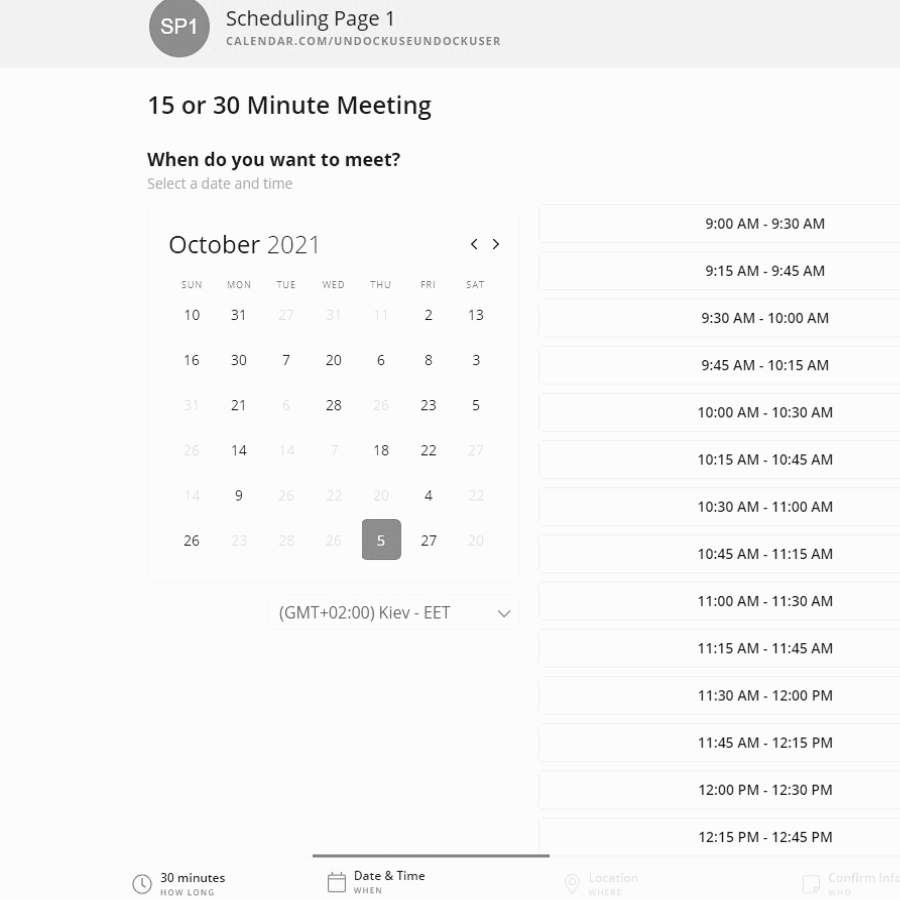 SP1
Scheduling Page 1
CALENDAR.COM/UNDOCKUSEUNDOCKUSER
15 or 30 Minute Meeting
When do you want to meet?
Select a date and time
October 2021
SUN MON TUE WED THU FRI SAT
10 31 27 31 11 2 13
16 30 7 20 6 8 3
31 21 6 28 26 23 5
26 14 14 7 18 22 27
14 9 26 22 20 4 22
26 23 28 26 5 27 20
(GMT+02:00) Kiev - EET
9:00 AM - 9:30 AM
9:15 AM - 9:45 AM
9:30 AM - 10:00 AM
9:45 AM - 10:15 AM
10:00 AM - 10:30 AM
10:15 AM - 10:45 AM
10:30 AM - 11:00 AM
10:45 AM - 11:15 AM
11:00 AM - 11:30 AM
11:15 AM - 11:45 AM
11:30 AM - 12:00 PM
11:45 AM - 12:15 PM
12:00 PM - 12:30 PM
12:15 PM - 12:45 PM
30 minutes
HOW LONG
Date & Time
WHEN
Location
WHERE
Confirm Info
WHO